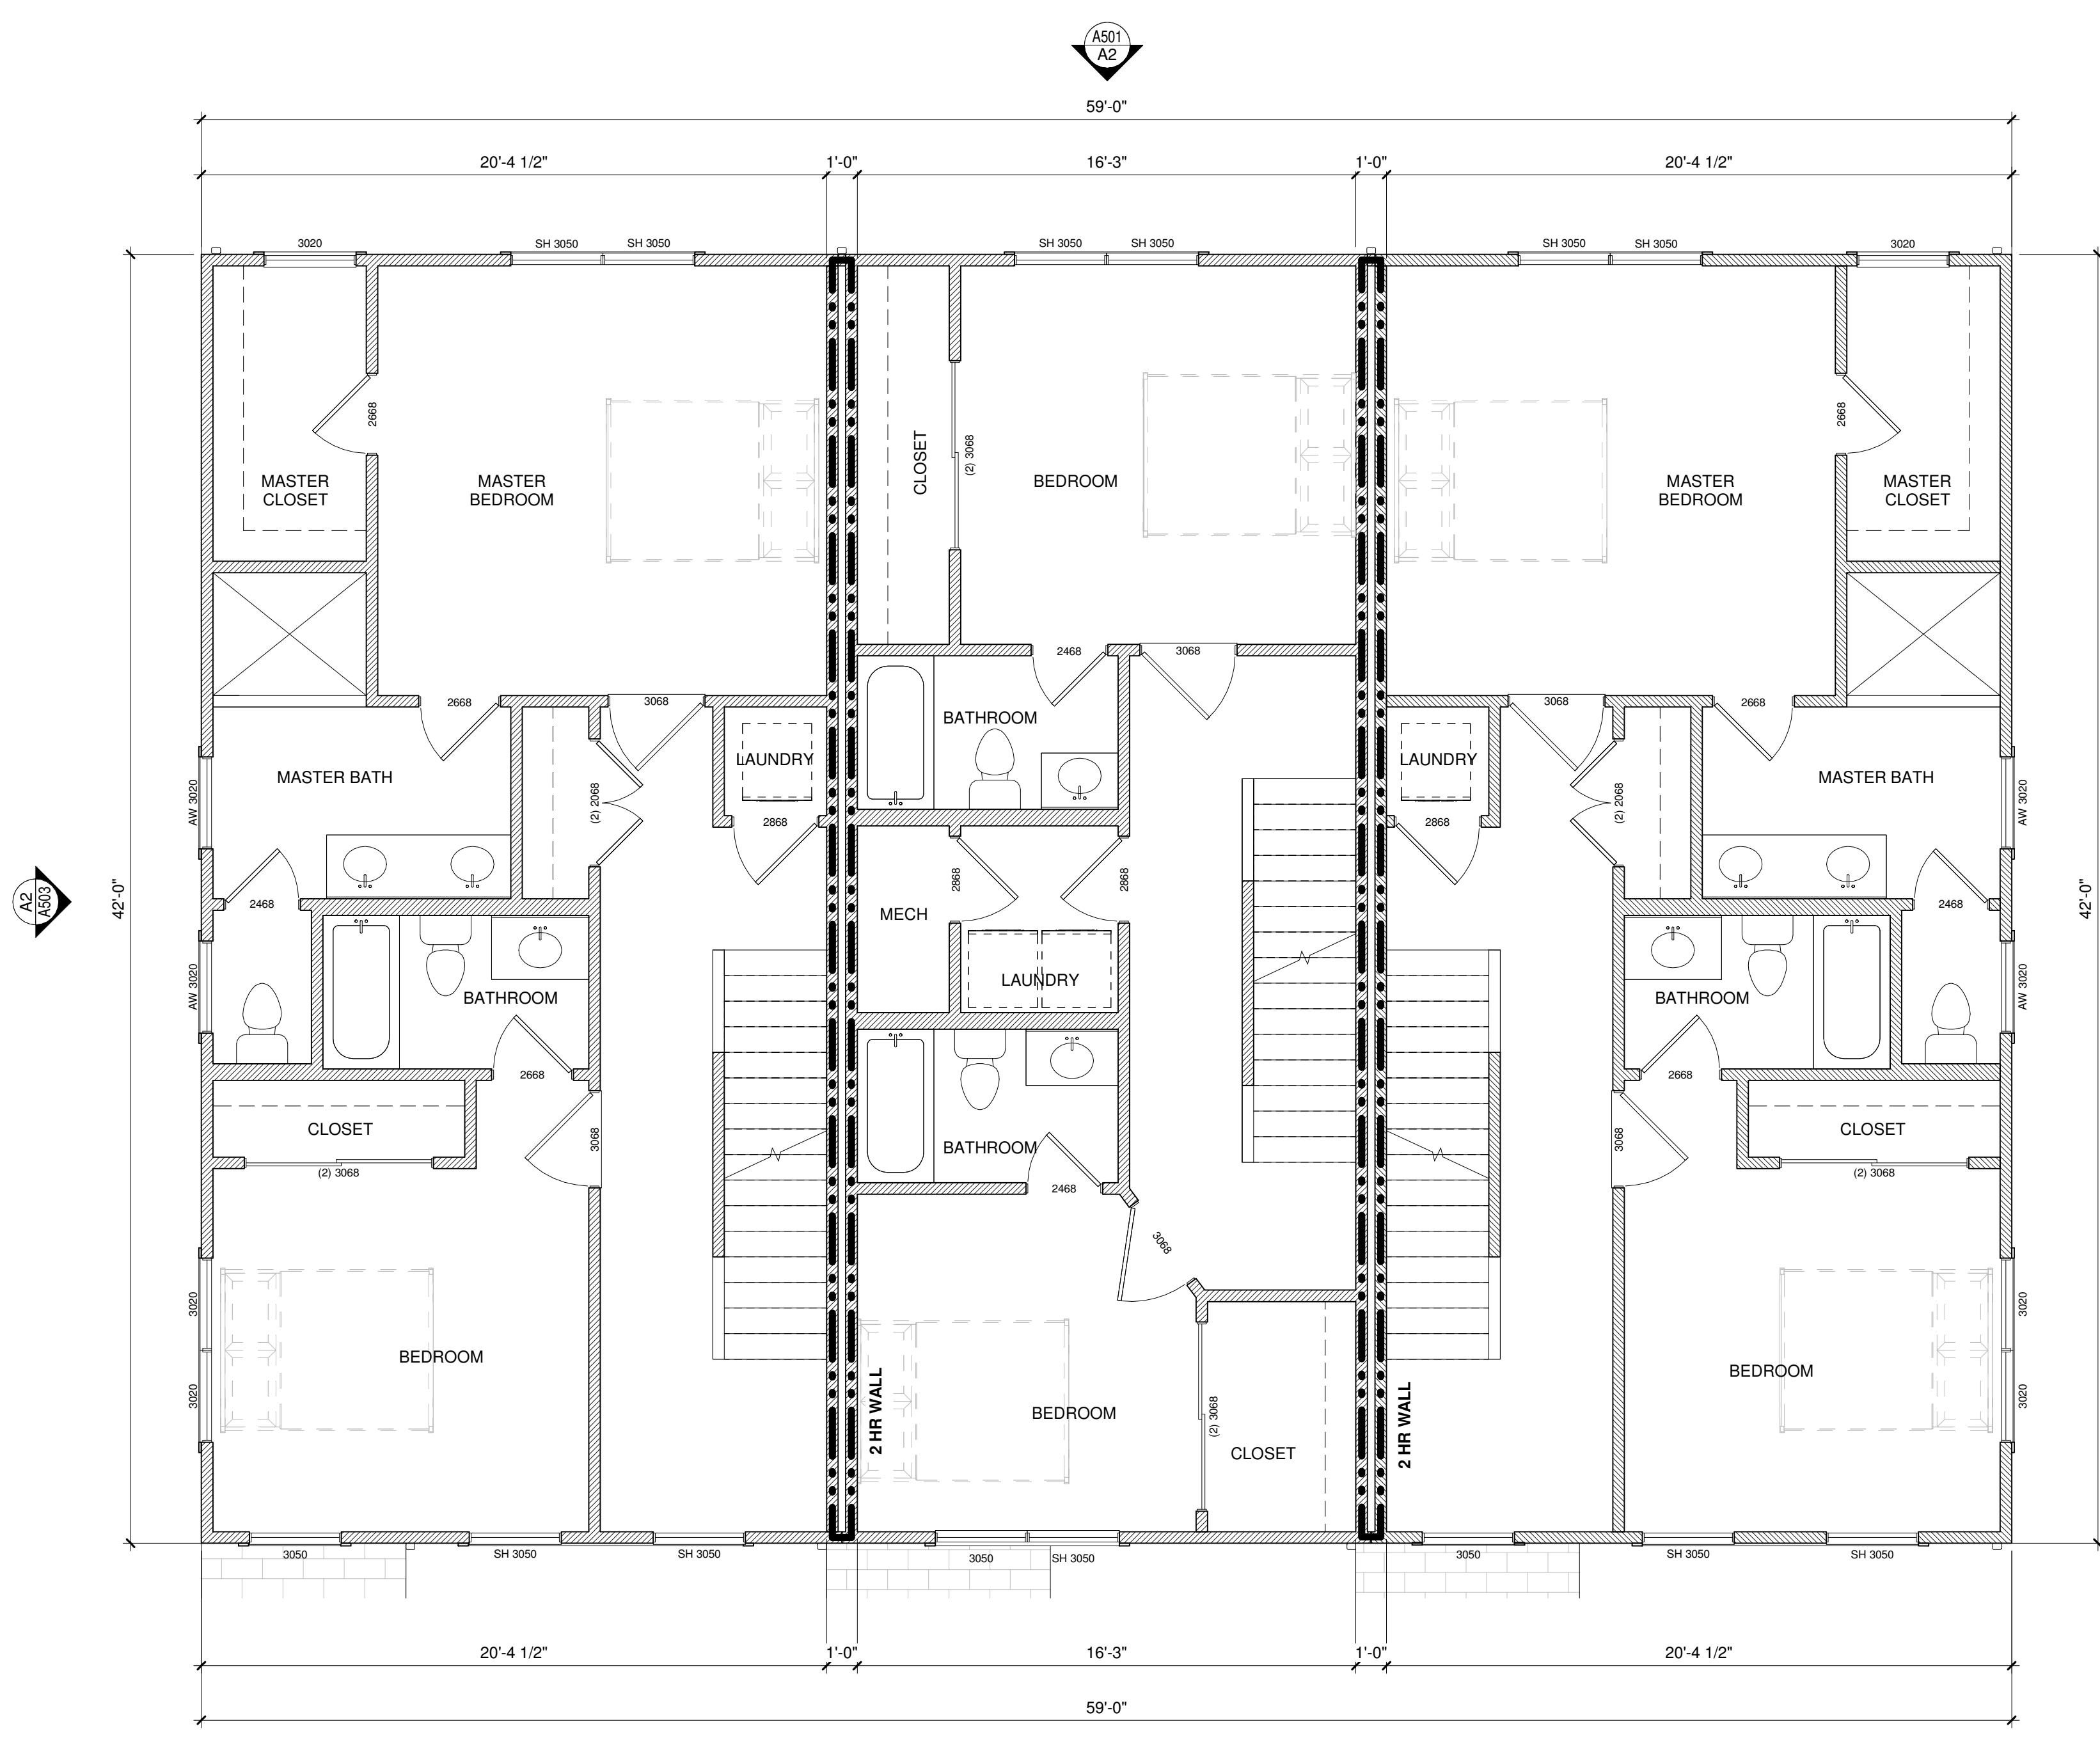 A501
A2
59'-0"
20'-4 1/2"
1'-0"
16'-3"
1'-0"
20'-4 1/2"
3020
SH 3050
SH 3050
SH 3050
SH 3050
SH 3050
SH 3050
3020
2668
(2) 3068
2668
CLOSET
MASTER
CLOSET
MASTER
BEDROOM
BEDROOM
MASTER
BEDROOM
MASTER
CLOSET
2468
3068
2668
3068
3068
2668
BATHROOM
LAUNDRY
LAUNDRY
MASTER BATH
MASTER BATH
AW 3020
(2) 2068
2868
2868
(2) 2068
AW 3020
2868
2868
A2
A503
42'-0"
2468
MECH
2468
42'-0"
AW 3020
BATHROOM
LAUNDRY
BATHROOM
AW 3020
2668
2668
CLOSET
3068
BATHROOM
3068
CLOSET
(2) 3068
2468
(2) 3068
3068
3020
3020
BEDROOM
BEDROOM
3020
3020
2 HR WALL
BEDROOM
(2) 3068
2 HR WALL
CLOSET
3050
SH 3050
SH 3050
3050
SH 3050
3050
SH 3050
SH 3050
20'-4 1/2"
1'-0"
16'-3"
1'-0"
20'-4 1/2"
59'-0"